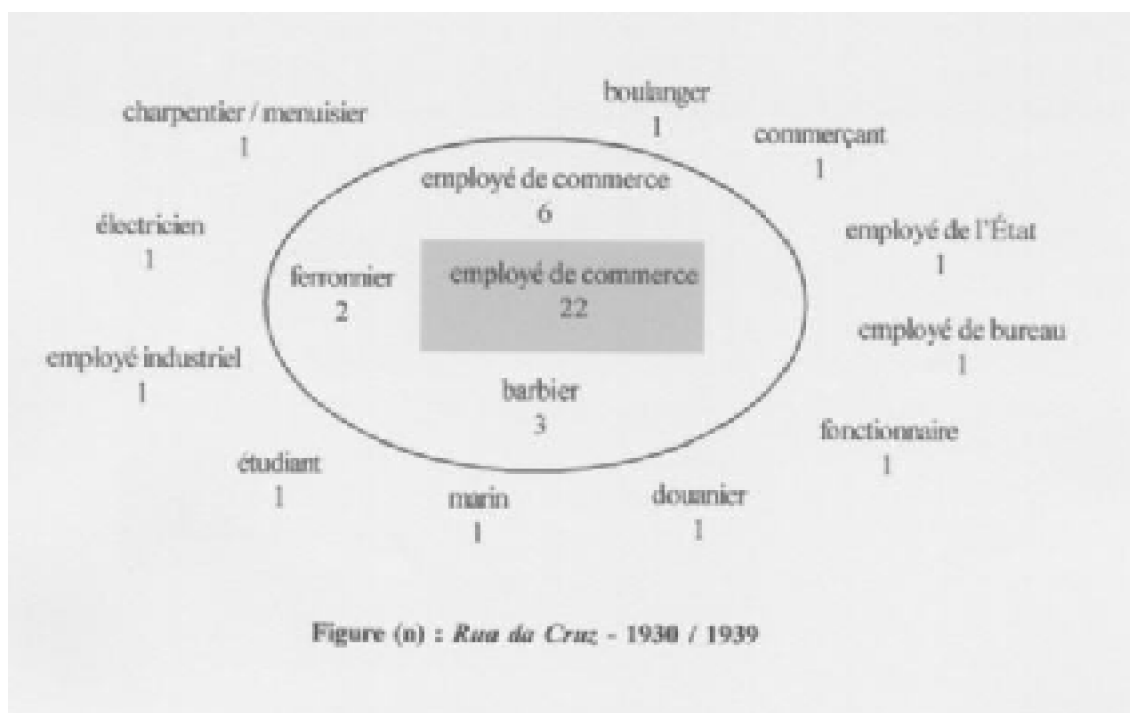 boulanger
1
charpentier / menuisier
1
commerçant
1
employé de commerce
6
électricien
1
employé de l'État
1
ferronnier
2
employé de commerce
22
employé de bureau
1
employé industriel
1
barbier
3
fonctionnaire
1
étudiant
1
marin
1
douanier
1
Figure (n) : Rua da Cruz - 1930 / 1939